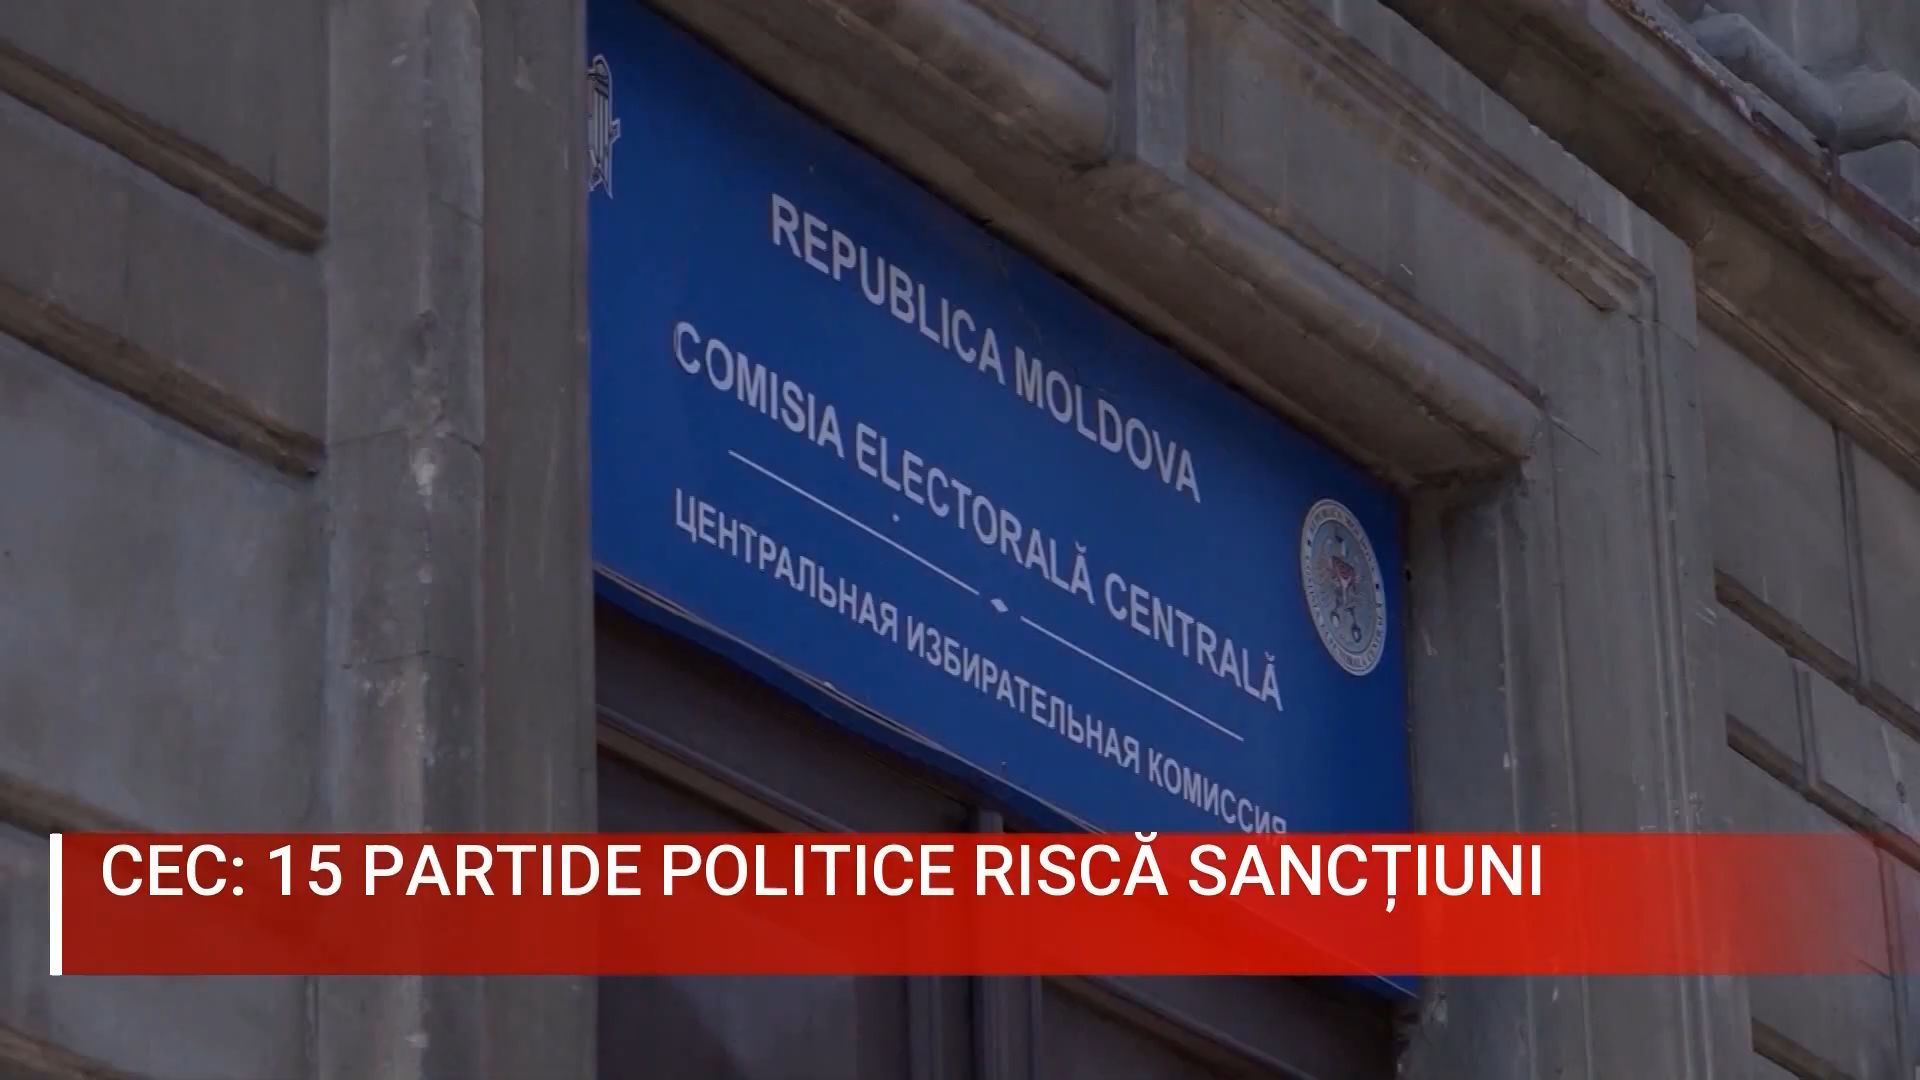 REPUBLICA MOLDOVA
COMISIA ELECTORALĂ CENTRALĂ
ЦЕНТРАЛЬНАЯ ИЗБИРАТЕЛЬНАЯ КОМИССИЯ
CEC: 15 PARTIDE POLITICE RISCĂ SANCȚIUNI